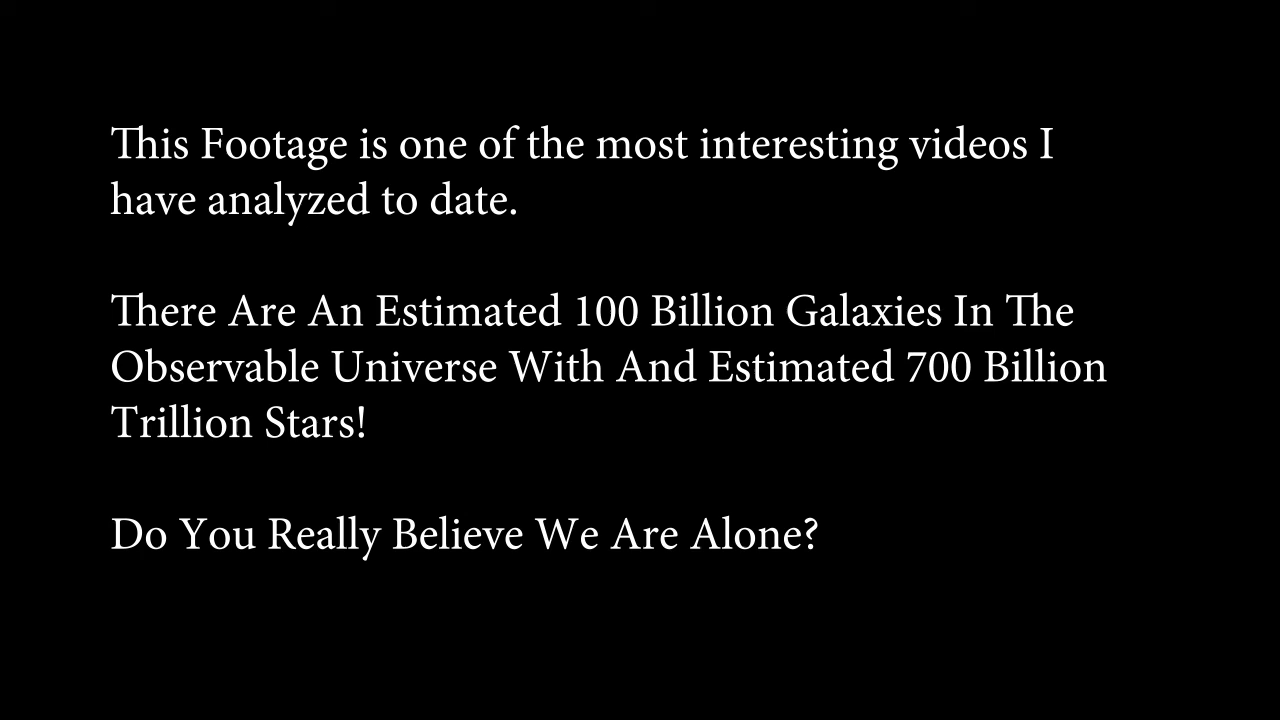 This Footage is one of the most interesting videos I
have analyzed to date.
There Are An Estimated 100 Billion Galaxies In The
Observable Universe With And Estimated 700 Billion
Trillion Stars!
Do You Really Believe We Are Alone?